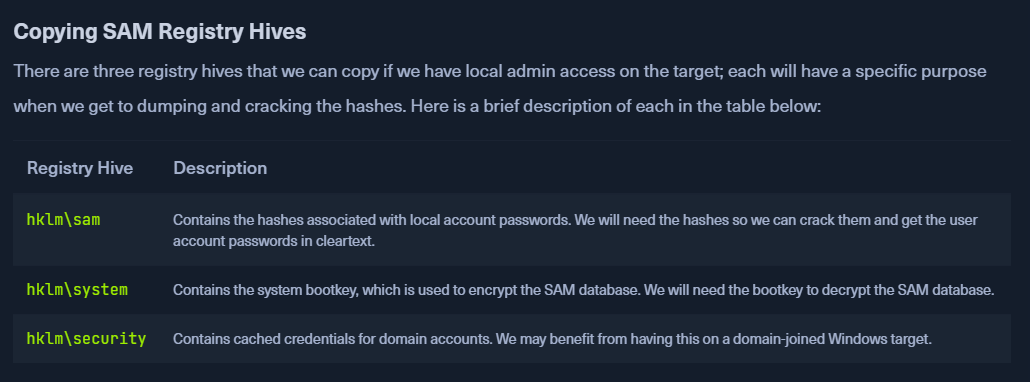 Copying SAM Registry Hives
There are three registry hives that we can copy if we have local admin access on the target; each will have a specific purpose
when we get to dumping and cracking the hashes. Here is a brief description of each in the table below:
Registry Hive Description
hklm\sam Contains the hashes associated with local account passwords. We will need the hashes so we can crack them and get the user
account passwords in cleartext.
hklm\system Contains the system bootkey, which is used to encrypt the SAM database. We will need the bootkey to decrypt the SAM database.
hklm\security Contains cached credentials for domain accounts. We may benefit from having this on a domain-joined Windows target.